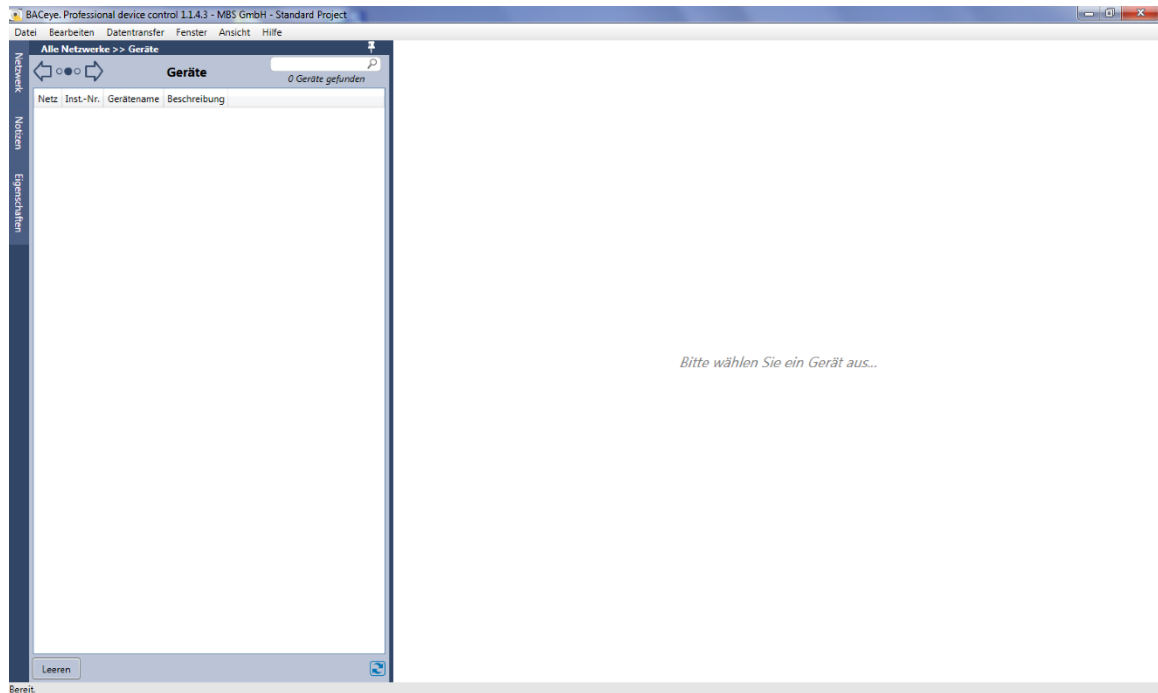 BACeye. Professional device control 1.1.4.3 - MBS GmbH - Standard Project
Datei Bearbeiten Datentransfer Fenster Ansicht Hilfe
Alle Netzwerke >> Geräte
Netzwerk
Notizen
Eigenschaften
Geräte
0 Geräte gefunden
Netz Inst.-Nr. Gerätename Beschreibung
Bitte wählen Sie ein Gerät aus...
Leeren
Bereit.